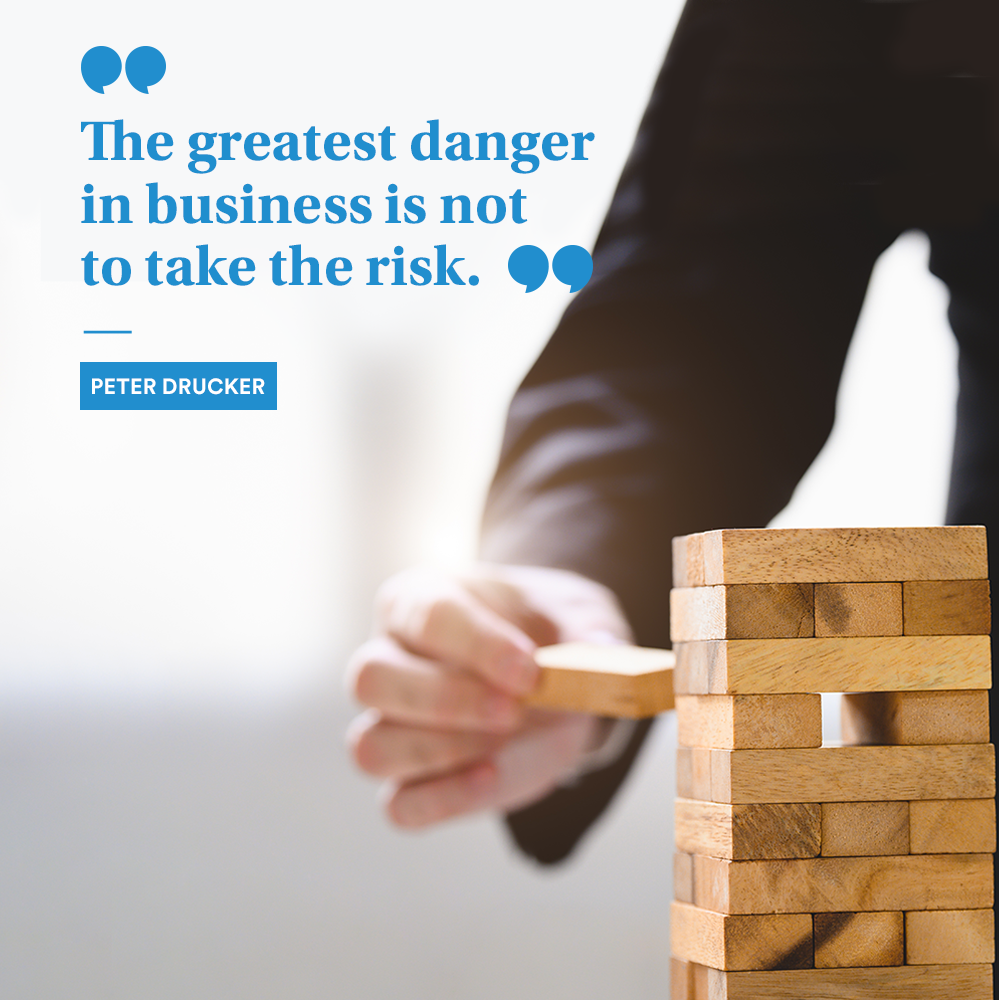 “The greatest danger
in business is not
to take the risk.”
PETER DRUCKER